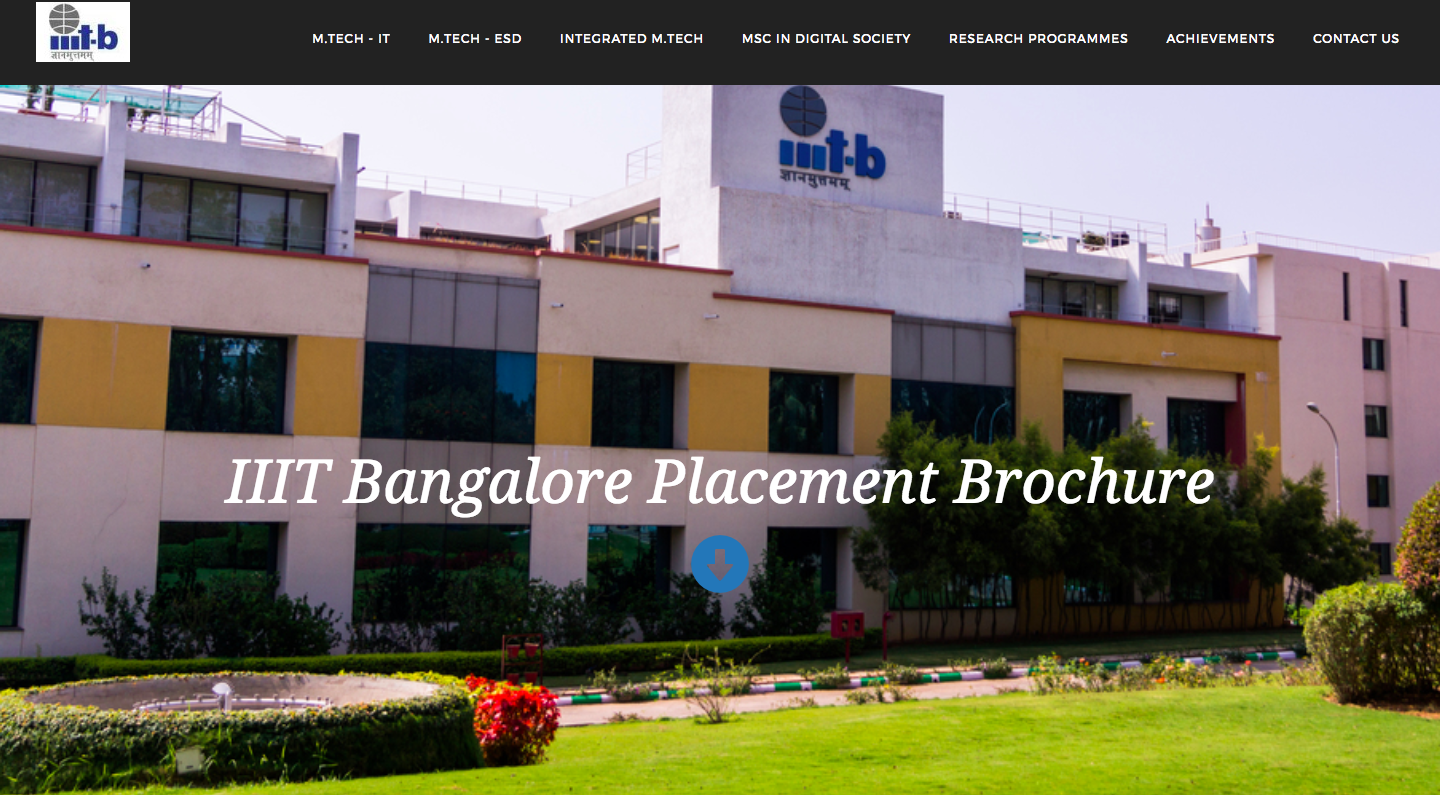 iiit-b
ज्ञानमुत्तमम्
M.TECH - IT
M.TECH - ESD
INTEGRATED M.TECH
MSC IN DIGITAL SOCIETY
RESEARCH PROGRAMMES
ACHIEVEMENTS
CONTACT US
iiit-b
ज्ञानमुत्तमम्
IIIT Bangalore Placement Brochure